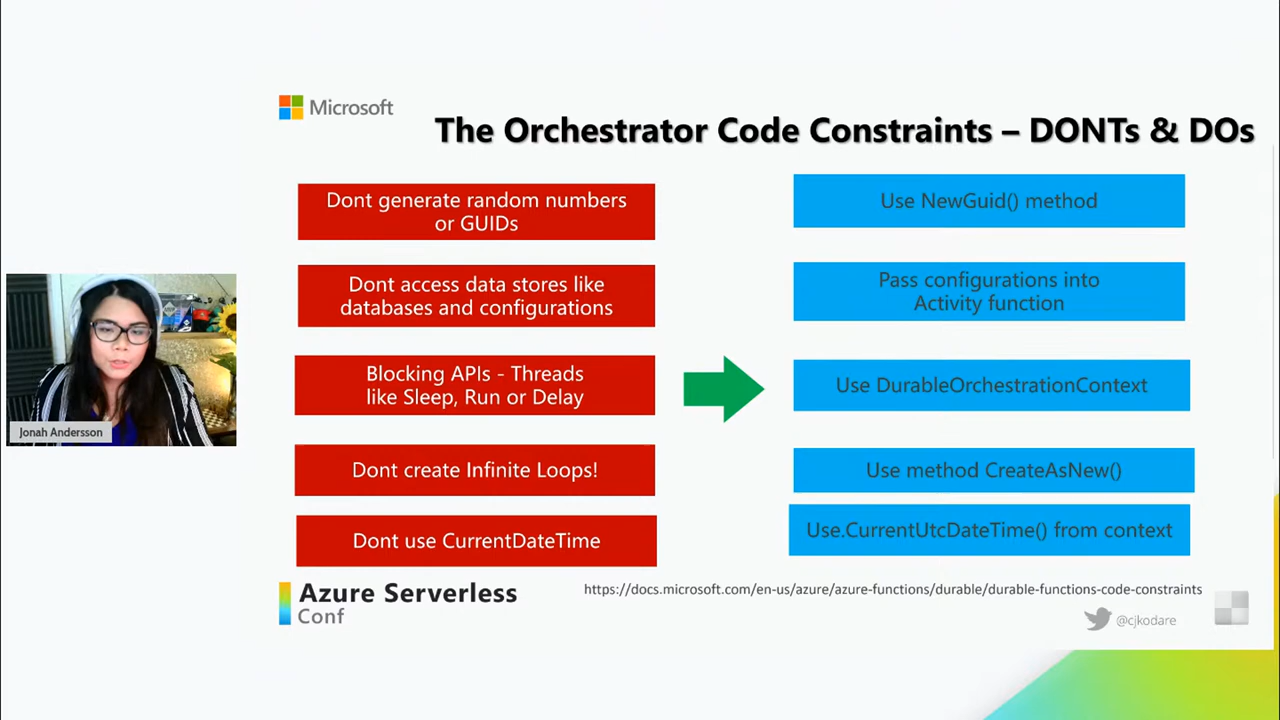 Microsoft
The Orchestrator Code Constraints – DONTs & DOs
Dont generate random numbers
or GUIDs
Use NewGuid() method
Dont access data stores like
databases and configurations
Pass configurations into
Activity function
Blocking APIs - Threads
like Sleep, Run or Delay
Use DurableOrchestrationContext
Dont create Infinite Loops!
Use method CreateAsNew()
Dont use CurrentDateTime
Use.CurrentUtcDateTime() from context
Jonah Andersson
Azure Serverless
Conf
https://docs.microsoft.com/en-us/azure/azure-functions/durable/durable-functions-code-constraints
@cjkodare